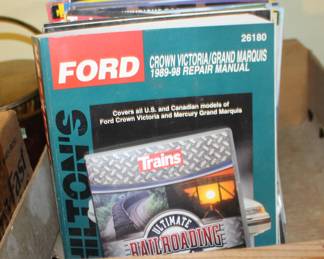 26180
FORD
CROWN VICTORIA/GRAND MARQUIS
1989-98 REPAIR MANUAL
Covers all U.S. and Canadian models of
Ford Crown Victoria and Mercury Grand Marquis
HILTON'S
Trains
ULTIMATE
RAILROADING